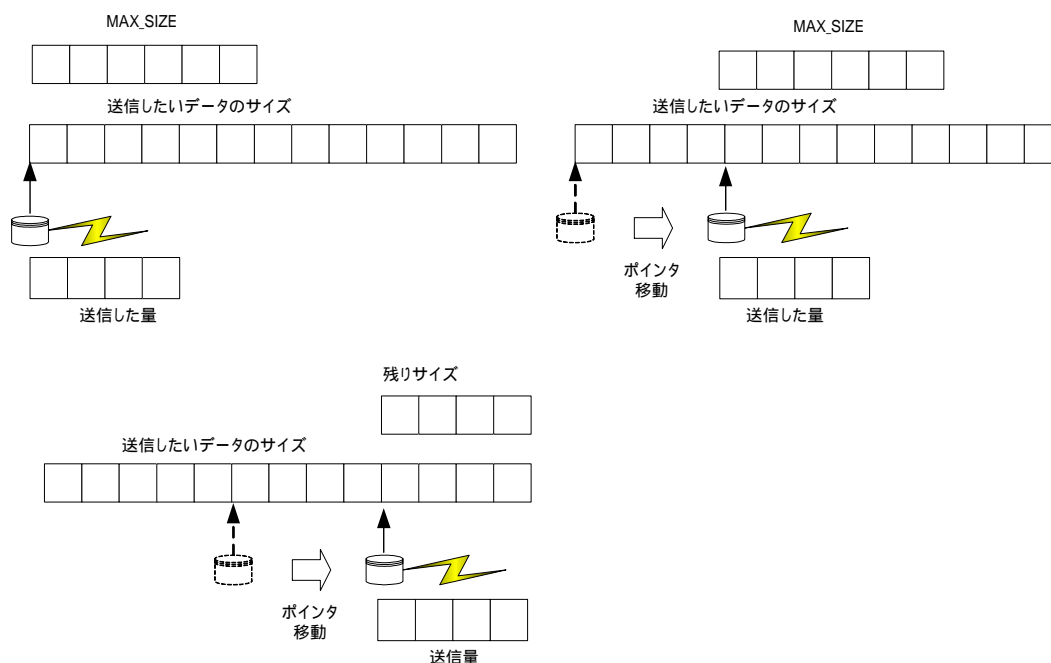 MAX_SIZE
送信したいデータのサイズ
送信した量
MAX_SIZE
送信したいデータのサイズ
ポインタ
移動
送信した量
残りサイズ
送信したいデータのサイズ
ポインタ
移動
送信量